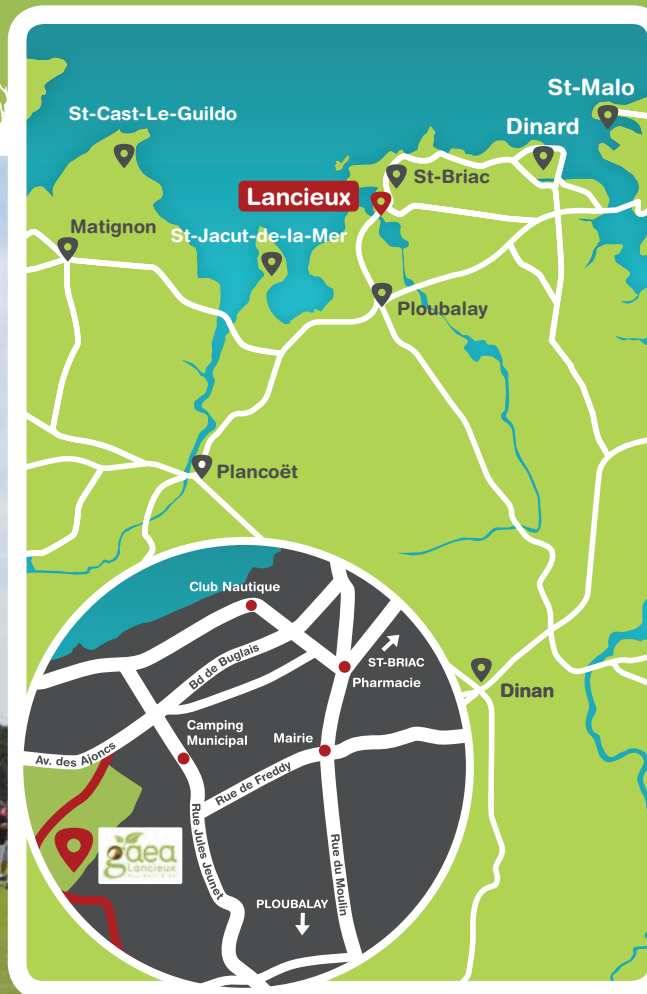 St-Malo
St-Cast-Le-Guildo
Dinard
St-Briac
Lancieux
Matignon
St-Jacut-de-la-Mer
Ploubalay
Plancoët
Club Nautique
Bd de Buglais
ST-BRIAC
Pharmacie
Dinan
Camping
Municipal
Mairie
Av. des Ajoncs
Rue de Freddy
Rue Jules Jeunet
Rue du Moulin
gaea
Lancieux
PLOUBALAY